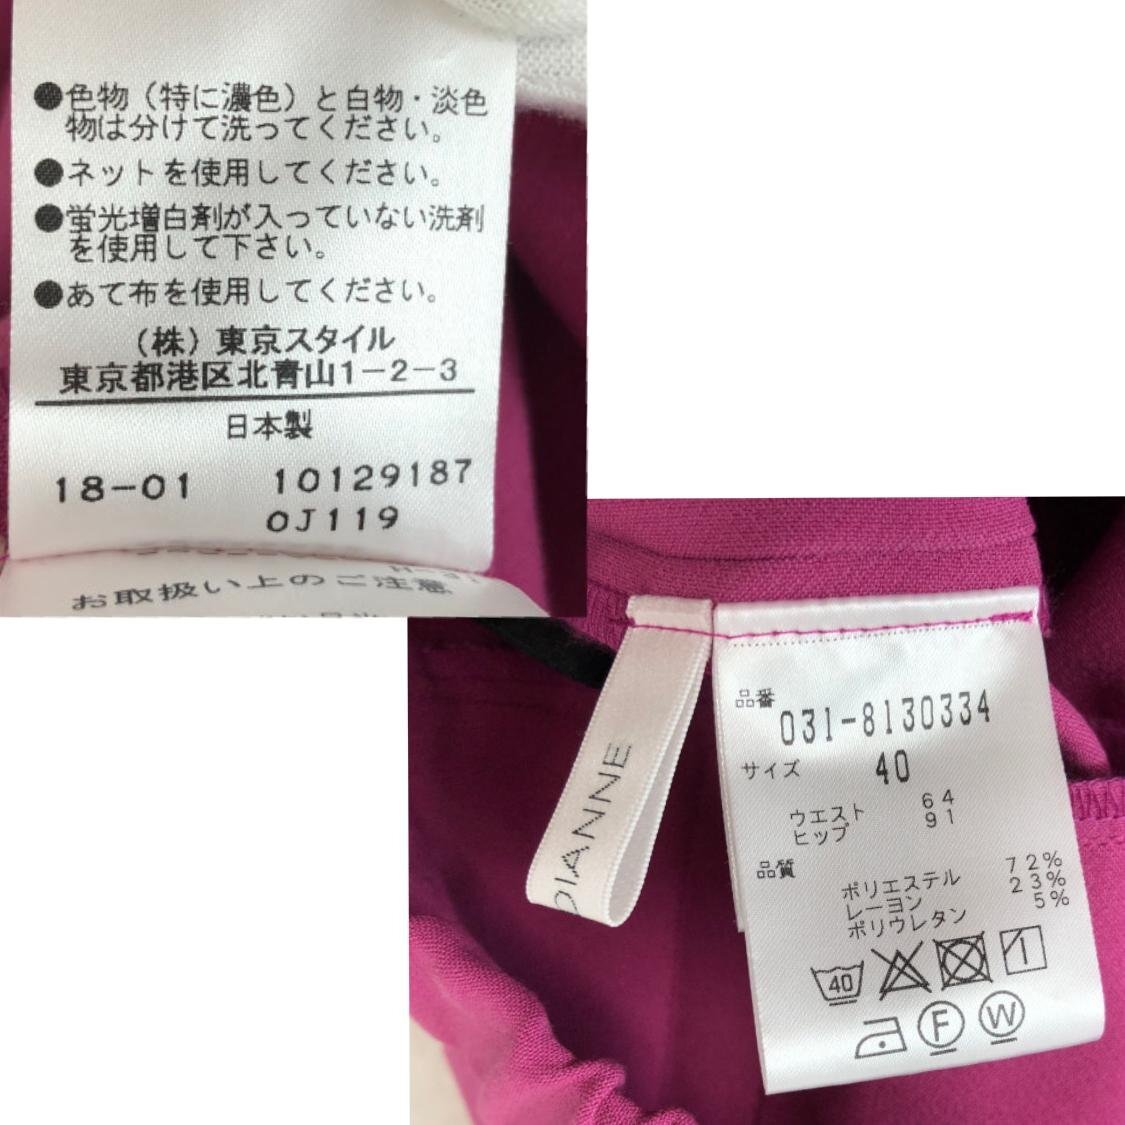 ●色物（特に濃色）と白物・淡色
物は分けて洗ってください。
●ネットを使用してください。
●蛍光増白剤が入っていない洗剤
を使用して下さい。
●あて布を使用してください。
（株）東京スタイル
東京都港区北青山1－2－3
日本製
18-01 10129187
0J119
お取扱い上のご注意
DIANNE
品番
031-8130334
サイズ 40
ウエスト 64
ヒップ 91
品質
ポリエステル 72%
レーヨン 23%
ポリウレタン 5%
40
F W